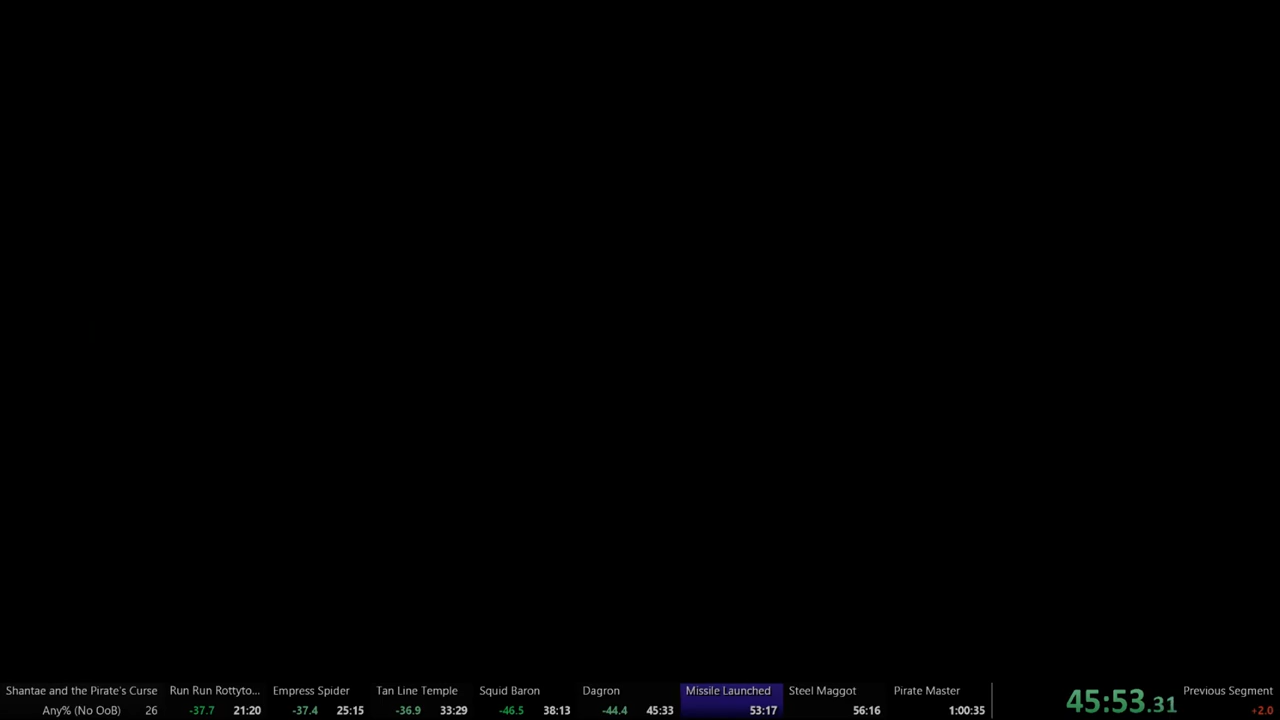 Shantae and the Pirate's Curse Run Run Rottyto... Empress Spider Tan Line Temple Squid Baron Dagron Missile Launched Steel Maggot Pirate Master 45:53.31 Previous Segment
Any% (No OoB) 26 -37.7 21:20 -37.4 25:15 -36.9 33:29 -46.5 38:13 -44.4 45:33 53:17 56:16 1:00:35 +2.0